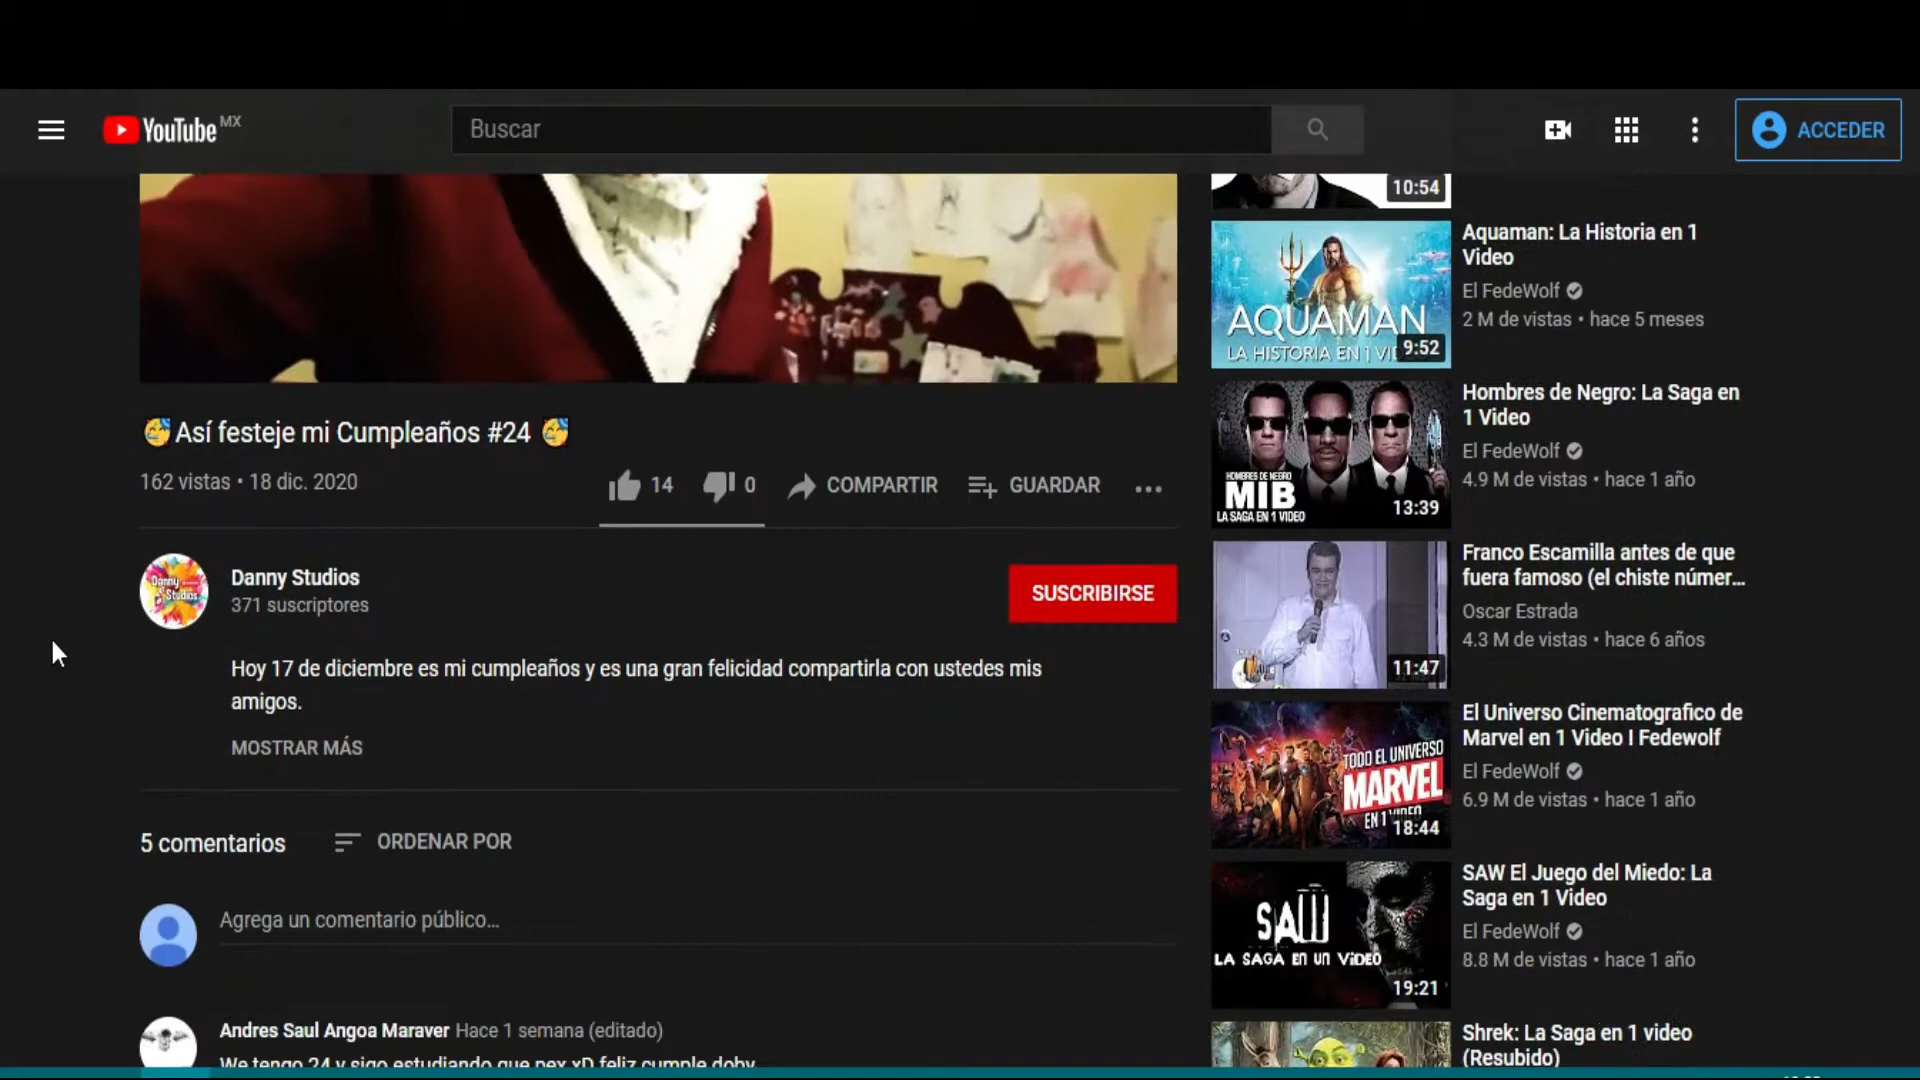 YouTube MX
Buscar
ACCEDER
🥳Así festeje mi Cumpleaños #24 🥳
162 vistas • 18 dic. 2020
14
0
COMPARTIR
GUARDAR
Danny Studios
Danny Studios
371 suscriptores
SUSCRIBIRSE
Hoy 17 de diciembre es mi cumpleaños y es una gran felicidad compartirla con ustedes mis
amigos.
MOSTRAR MÁS
5 comentarios
ORDENAR POR
Agrega un comentario público...
Andres Saul Angoa Maraver Hace 1 semana (editado)
We tengo 24 y sigo estudiando que pex xD feliz cumple doby
10:54
AQUAMAN
LA HISTORIA EN 1
9:52
Aquaman: La Historia en 1
Video
El FedeWolf
2 M de vistas • hace 5 meses
HOMBRES DE NEGRO
MIB
LA SAGA EN 1 VIDEO
13:39
Hombres de Negro: La Saga en
1 Video
El FedeWolf
4.9 M de vistas • hace 1 año
11:47
Franco Escamilla antes de que
fuera famoso (el chiste númer...
Oscar Estrada
4.3 M de vistas • hace 6 años
TODO EL UNIVERSO
MARVEL
EN 1 VIDEO
18:44
El Universo Cinematografico de
Marvel en 1 Video I Fedewolf
El FedeWolf
6.9 M de vistas • hace 1 año
SAW
LA SAGA EN UN VIDEO
19:21
SAW El Juego del Miedo: La
Saga en 1 Video
El FedeWolf
8.8 M de vistas • hace 1 año
Shrek: La Saga en 1 video
(Resubido)